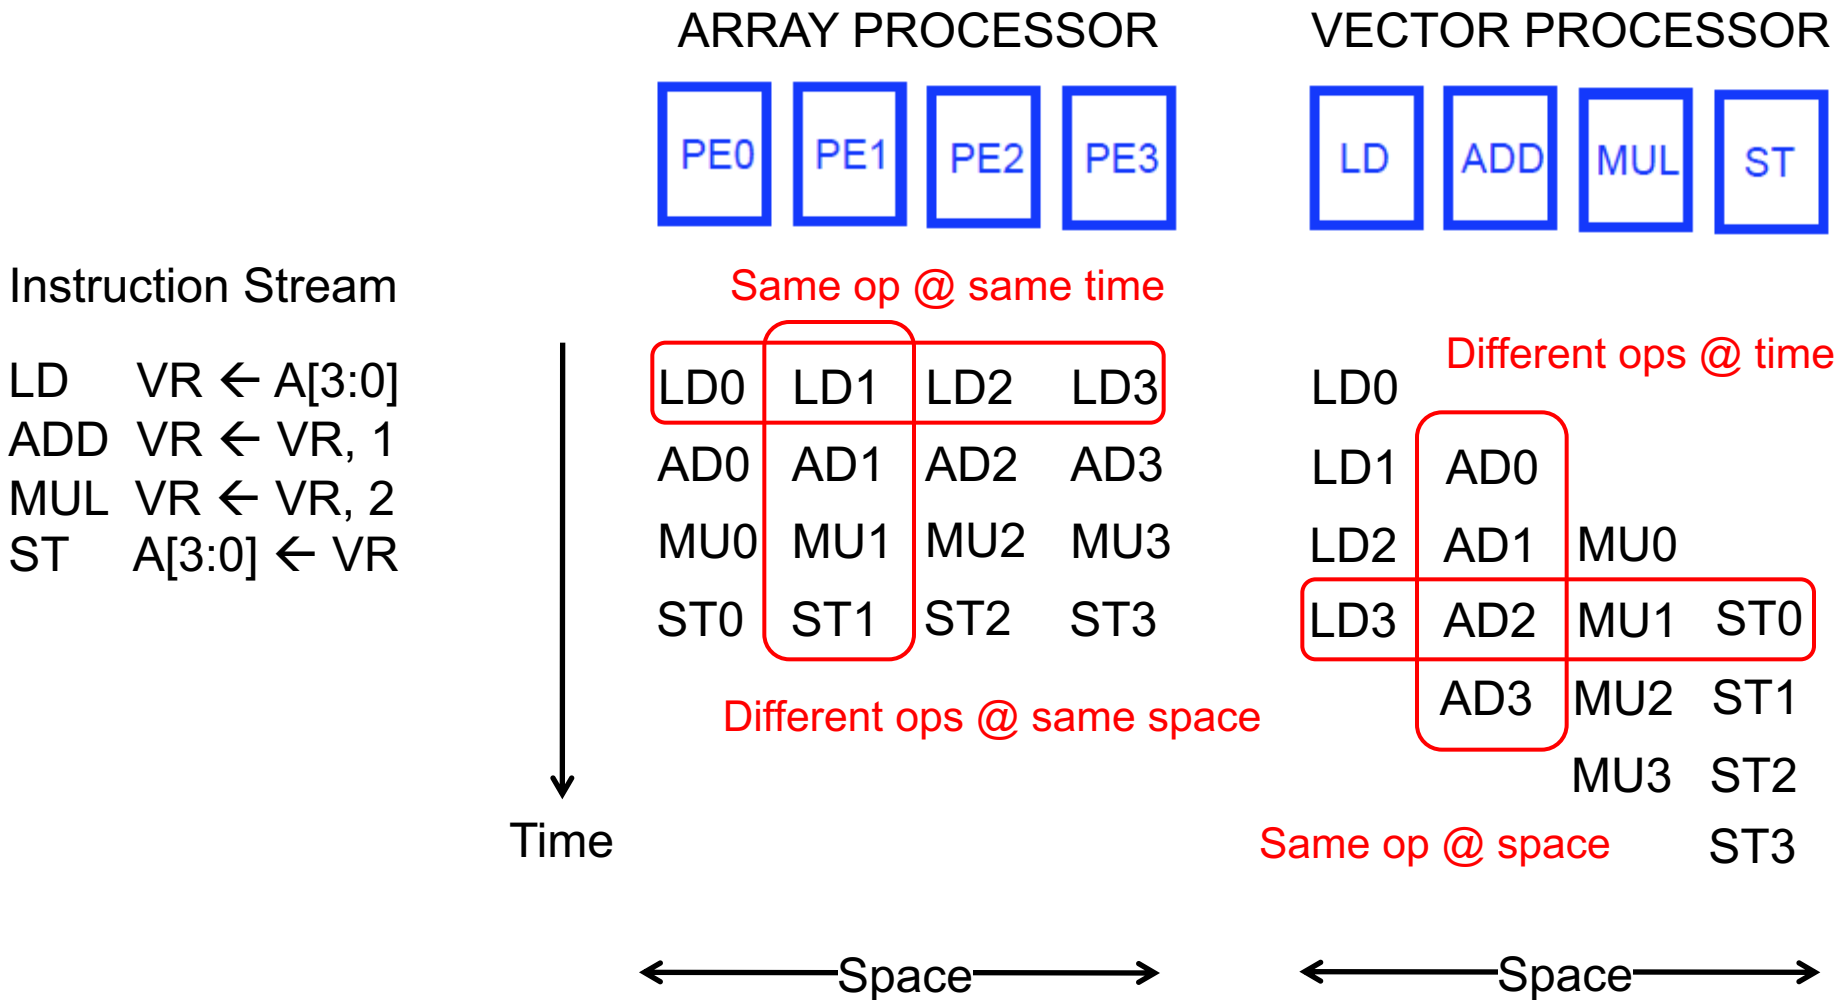 ARRAY PROCESSOR VECTOR PROCESSOR
PE0 PE1 PE2 PE3 LD ADD MUL ST
Instruction Stream
Same op @ same time
Different ops @ time
LD VR ← A[3:0]
ADD VR ← VR, 1
MUL VR ← VR, 2
ST A[3:0] ← VR
LD0 LD1 LD2 LD3
AD0 AD1 AD2 AD3
MU0 MU1 MU2 MU3
ST0 ST1 ST2 ST3
Different ops @ same space
LD0
LD1 AD0
LD2 AD1 MU0
LD3 AD2 MU1 ST0
AD3 MU2 ST1
MU3 ST2
ST3
Same op @ space
Time
Space Space